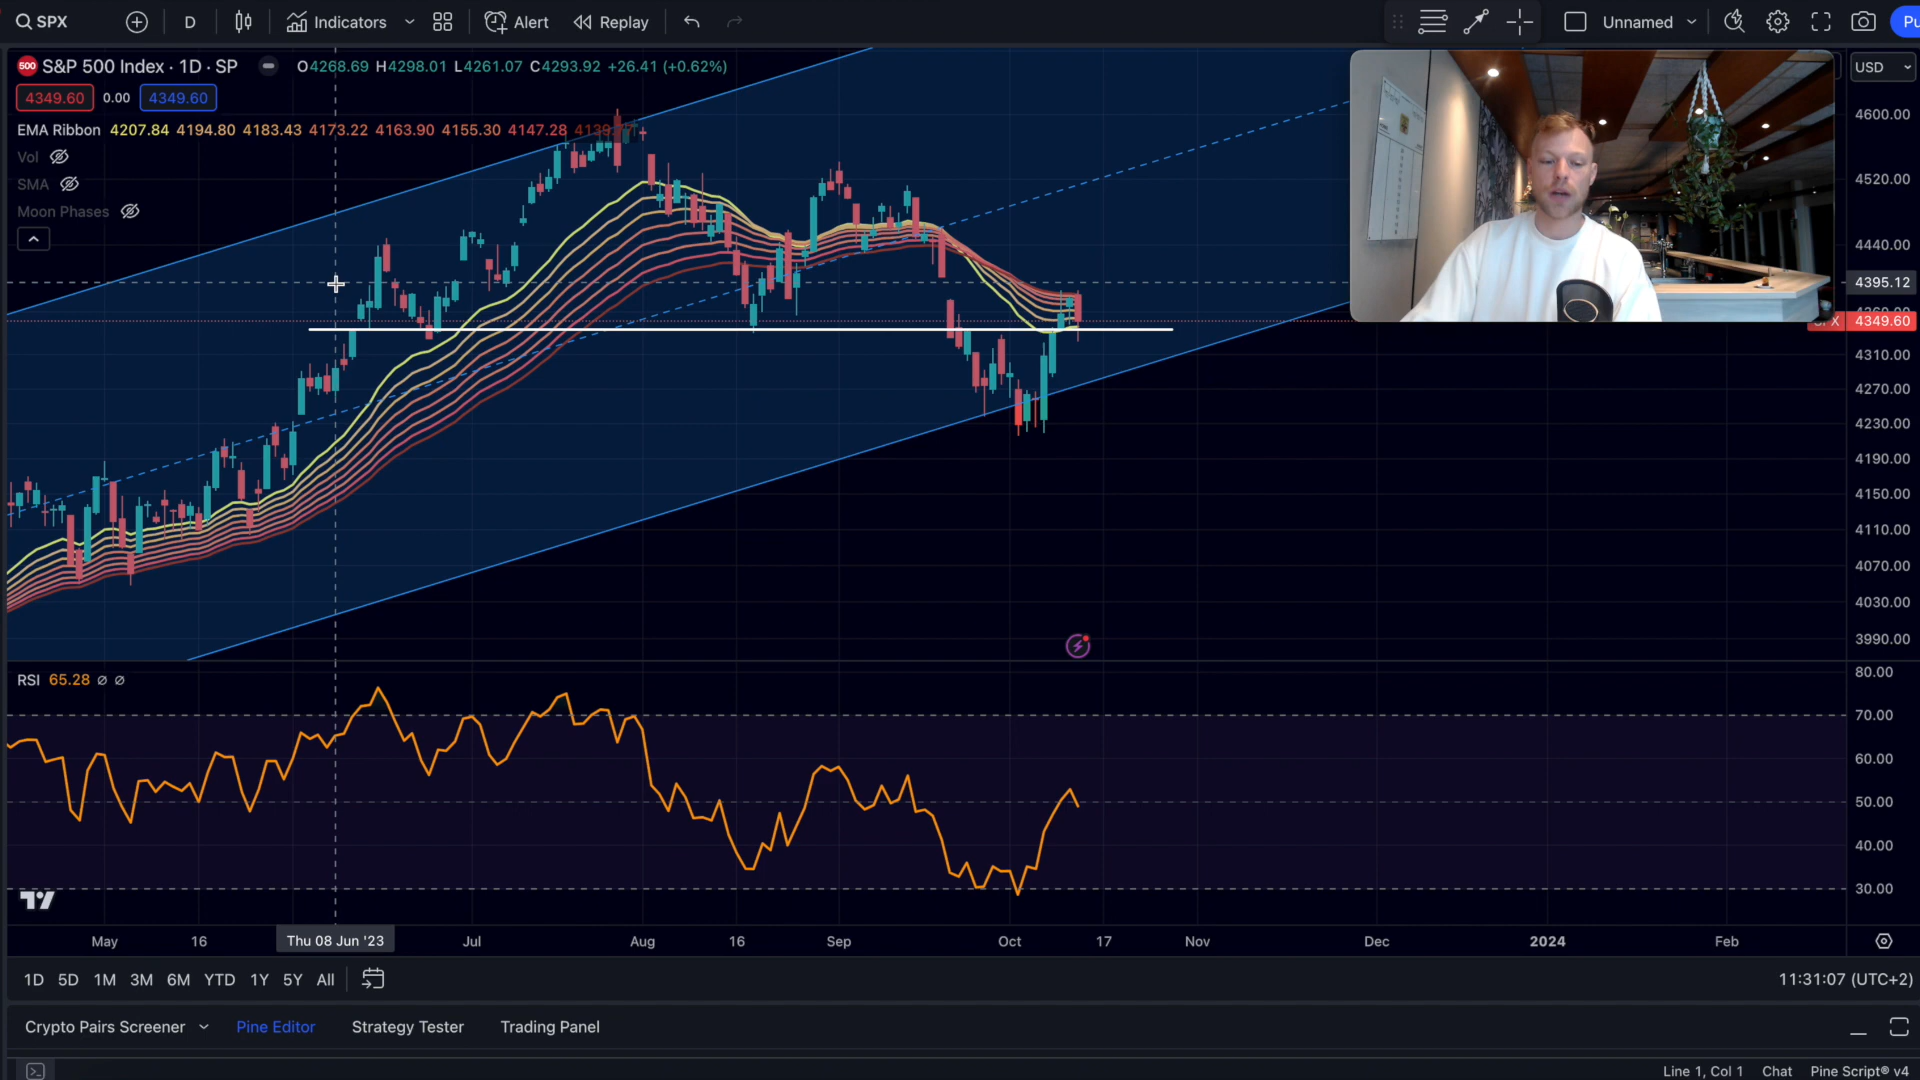 SPX
D
Indicators
Alert
Replay
Unnamed
Pu
500 S&P 500 Index · 1D · SP
O4268.69 H4298.01 L4261.07 C4293.92 +26.41 (+0.62%)
USD
4349.60 0.00 4349.60
EMA Ribbon 4207.84 4194.80 4183.43 4173.22 4163.90 4155.30 4147.28
Vol
SMA
Moon Phases
4600.00
4520.00
4440.00
4395.12
4349.60
4310.00
4270.00
4230.00
4190.00
4150.00
4110.00
4070.00
4030.00
3990.00
RSI 65.28 ∅ ∅
80.00
70.00
60.00
50.00
40.00
30.00
May 16 Thu 08 Jun '23 Jul Aug 16 Sep Oct 17 Nov Dec 2024 Feb
1D 5D 1M 3M 6M YTD 1Y 5Y All
11:31:07 (UTC+2)
Crypto Pairs Screener Pine Editor Strategy Tester Trading Panel
Line 1, Col 1 Chat Pine Script® v4